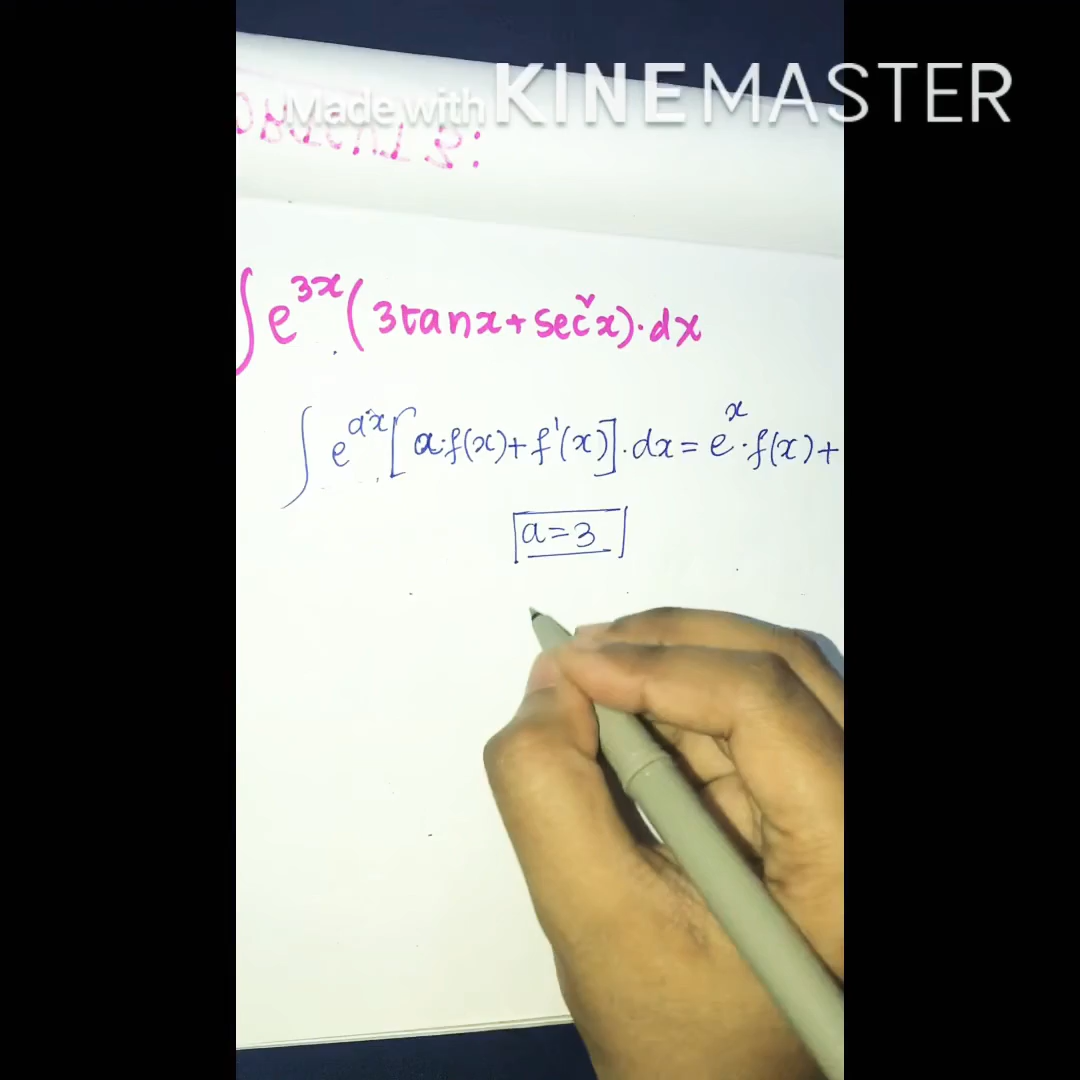 Made with KINEMASTER
∫e^{3x}(3tanx+sec²x)·dx
∫e^{ax}[a·f(x)+f'(x)]·dx=e^x·f(x)+
a=3